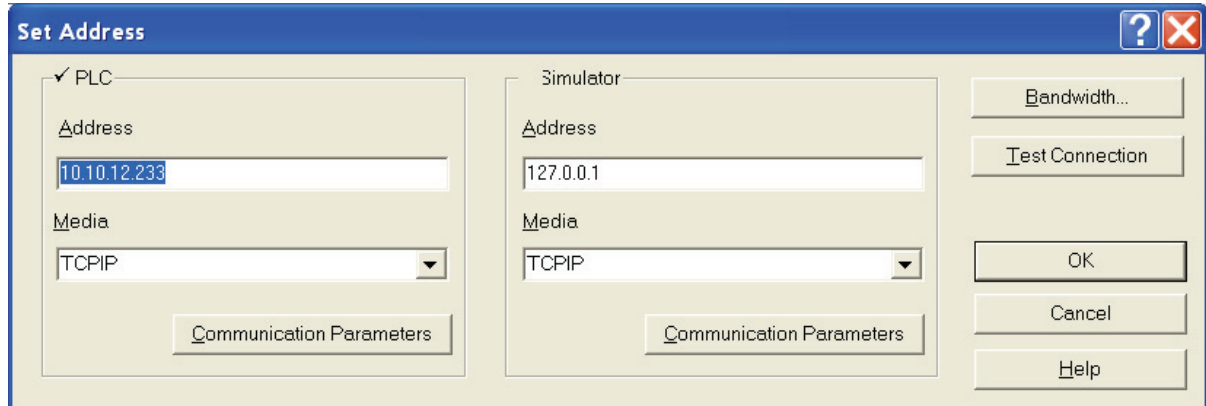 Set Address
PLC
Address
10.10.12.233
Media
TCPIP
Communication Parameters
Simulator
Address
127.0.0.1
Media
TCPIP
Communication Parameters
Bandwidth...
Test Connection
OK
Cancel
Help